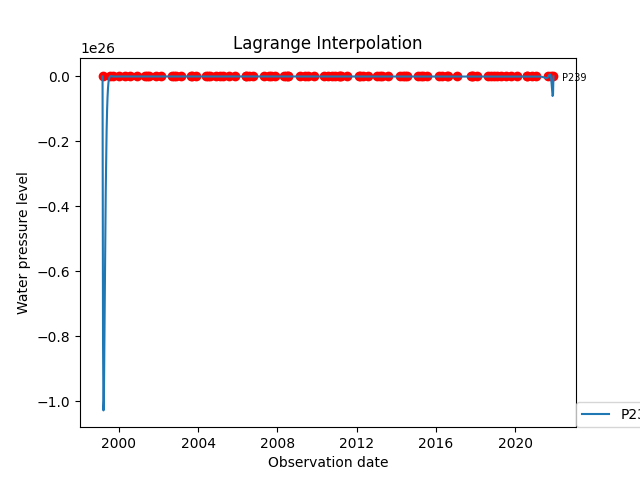 Lagrange Interpolation
1e26
0.0
−0.2
−0.4
−0.6
−0.8
−1.0
Water pressure level
P239
P23
2000 2004 2008 2012 2016 2020
Observation date